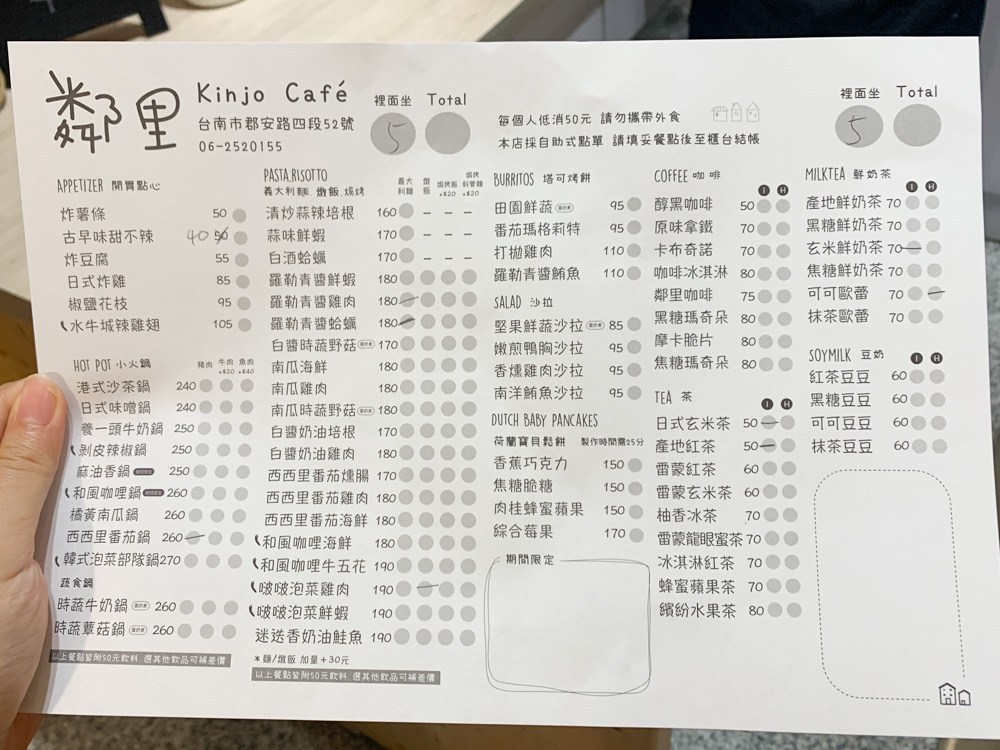 鄰里
Kinjo Café
台南市郡安路四段52號
06-2520155
裡面坐 Total
5
每個人低消50元 請勿攜帶外食
本店採自助式點單 請填妥餐點後至櫃台結帳
裡面坐 Total
5
APPETIZER 開胃點心
炸薯條 50
古早味甜不辣 40 50
炸豆腐 55
日式炸雞 85
椒鹽花枝 95
水牛城辣雞翅 105
HOT POT 小火鍋 豬肉 牛肉+$20 魚肉+$40
港式沙茶鍋 240
日式味噌鍋 240
養一頭牛奶鍋 250
剝皮辣椒鍋 250
麻油香鍋 250
和風咖哩鍋 260
橘黃南瓜鍋 260
西西里番茄鍋 260
韓式泡菜部隊鍋 270
蔬食鍋
時蔬牛奶鍋 260
時蔬蕈菇鍋 260
以上餐點皆附50元飲料 選其他飲品可補差價
PASTA.RISOTTO
義大利麵 燉飯 焗烤 義大利麵 燉飯 焗烤飯+$20 焗烤斜管麵+$20
清炒蒜辣培根 160
蒜味鮮蝦 170
白酒蛤蠣 170
羅勒青醬鮮蝦 180
羅勒青醬雞肉 180
羅勒青醬蛤蠣 180
白醬時蔬野菇 170
南瓜海鮮 180
南瓜雞肉 180
南瓜時蔬野菇 180
白醬奶油培根 170
白醬奶油雞肉 180
西西里番茄燻腸 170
西西里番茄雞肉 180
西西里番茄海鮮 180
和風咖哩海鮮 180
和風咖哩牛五花 190
啵啵泡菜雞肉 190
啵啵泡菜鮮蝦 190
迷迭香奶油鮭魚 190
*麵/燉飯 加量+30元
以上餐點皆附50元飲料 選其他飲品可補差價
BURRITOS 塔可烤餅
田園鮮蔬 95
番茄瑪格莉特 95
打拋雞肉 110
羅勒青醬鮪魚 110
SALAD 沙拉
堅果鮮蔬沙拉 85
嫩煎鴨胸沙拉 95
香燻雞肉沙拉 95
南洋鮪魚沙拉 95
DUTCH BABY PANCAKES
荷蘭寶貝鬆餅 製作時間需25分
香蕉巧克力 150
焦糖脆糖 150
肉桂蜂蜜蘋果 150
綜合莓果 170
期間限定
COFFEE 咖啡 I H
醇黑咖啡 50
原味拿鐵 70
卡布奇諾 70
咖啡冰淇淋 80
鄰里咖啡 75
黑糖瑪奇朵 80
摩卡脆片 80
焦糖瑪奇朵 80
TEA 茶 I H
日式玄米茶 50
產地紅茶 50
雷蒙紅茶 60
雷蒙玄米茶 60
柚香冰茶 70
雷蒙龍眼蜜茶 70
冰淇淋紅茶 70
蜂蜜蘋果茶 70
繽紛水果茶 80
MILKTEA 鮮奶茶 I H
產地鮮奶茶 70
黑糖鮮奶茶 70
玄米鮮奶茶 70
焦糖鮮奶茶 70
可可歐蕾 70
抹茶歐蕾 70
SOYMILK 豆奶 I H
紅茶豆豆 60
黑糖豆豆 60
可可豆豆 60
抹茶豆豆 60